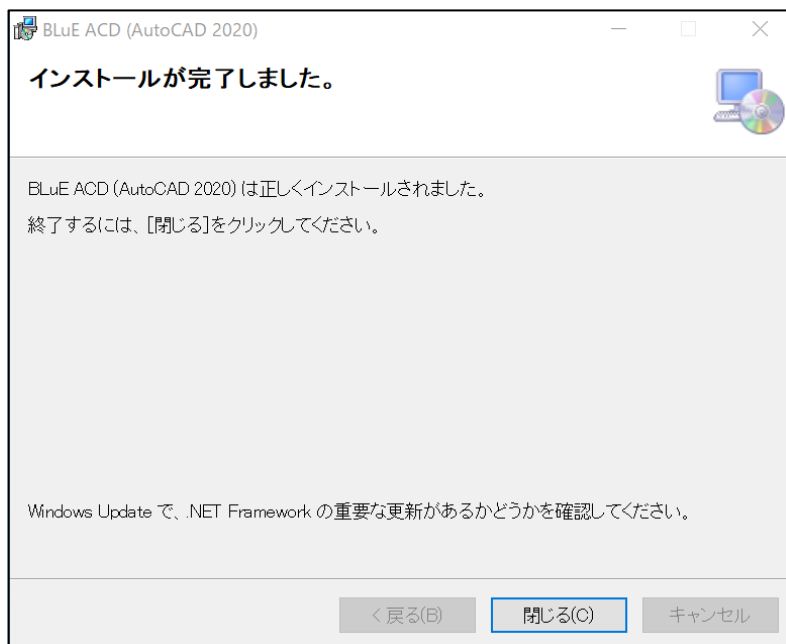 BLuE ACD (AutoCAD 2020)
インストールが完了しました。
BLuE ACD (AutoCAD 2020) は正しくインストールされました。
終了するには、[閉じる]をクリックしてください。
Windows Update で、.NET Framework の重要な更新があるかどうかを確認してください。
< 戻る(B)
閉じる(C)
キャンセル